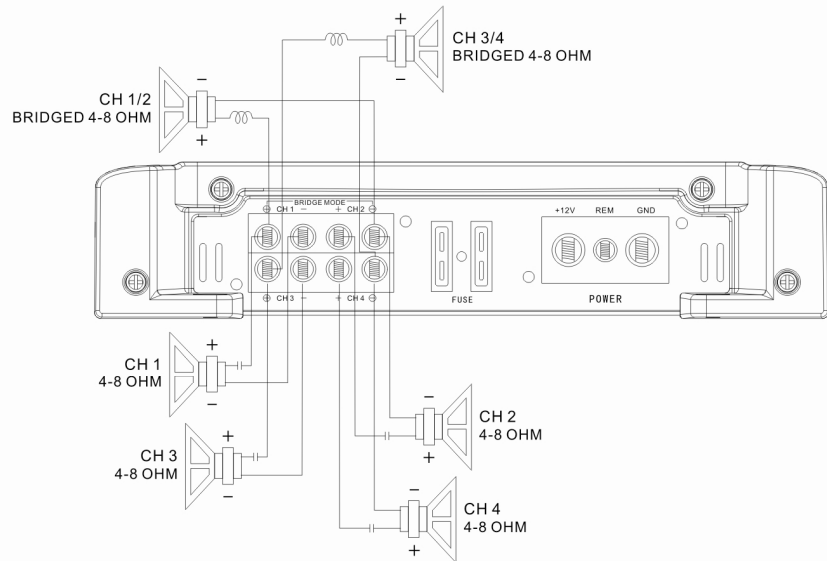 +
CH 3/4
BRIDGED 4-8 OHM
−
−
CH 1/2
BRIDGED 4-8 OHM
+
BRIDGE MODE
⊕ CH 1 − + CH 2 ⊖
+12V REM GND
⊕ CH 3 − + CH 4 ⊖
FUSE
POWER
+
CH 1
4-8 OHM
−
−
CH 2
4-8 OHM
+
+
CH 3
4-8 OHM
−
−
CH 4
4-8 OHM
+